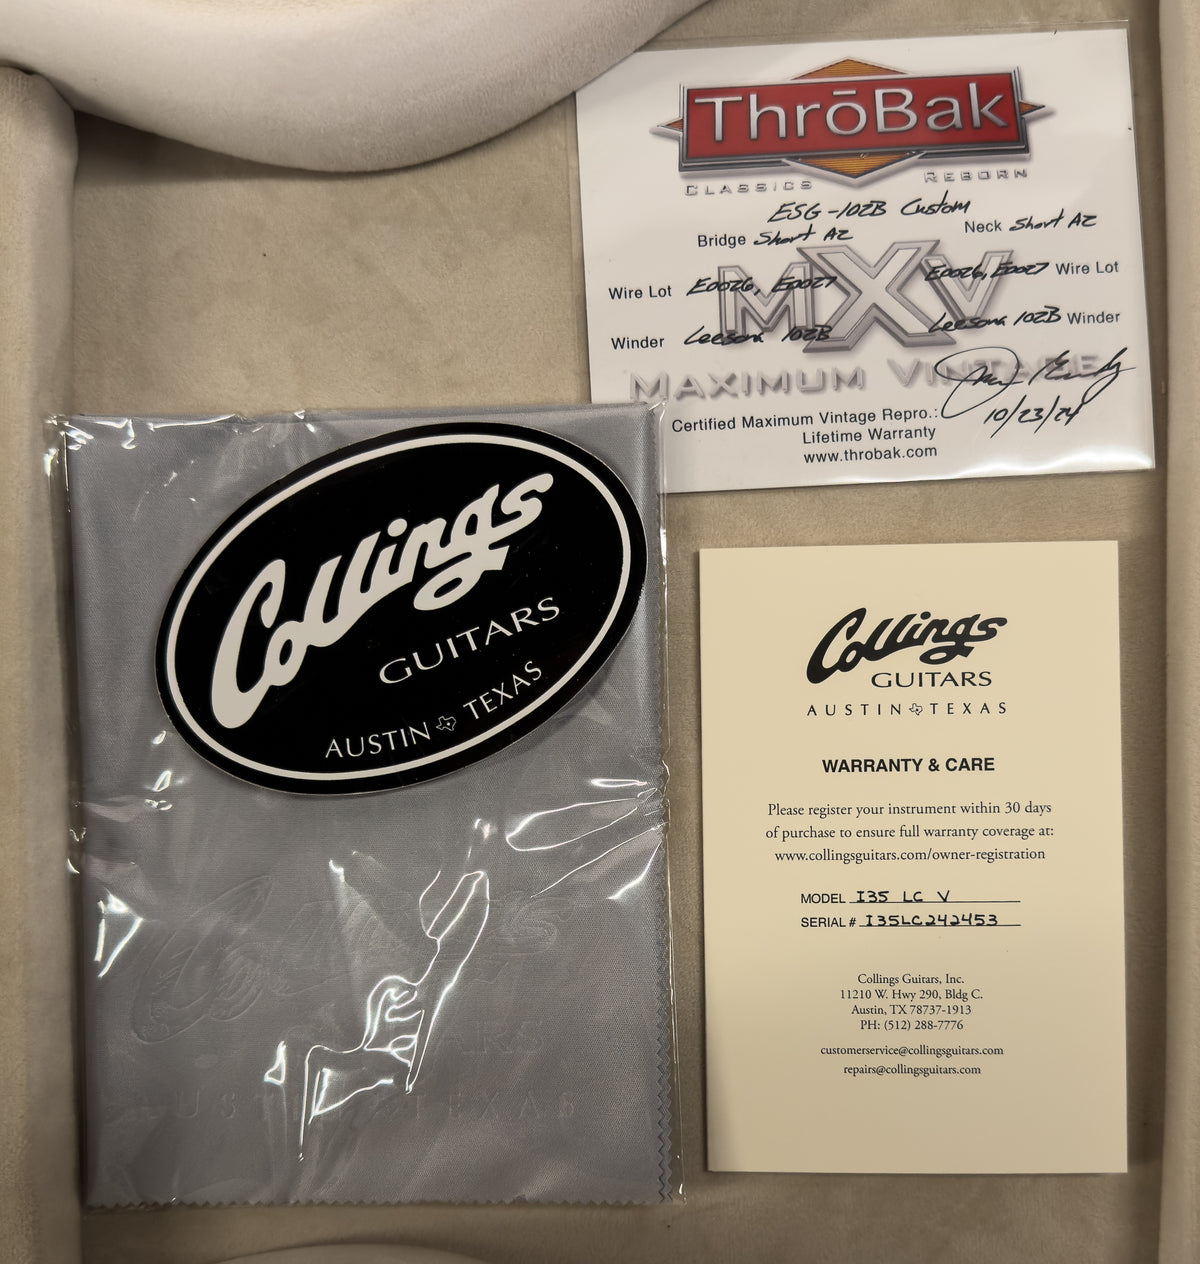 ThrōBak
CLASSICS REBORN
ESG-102B Custom
Bridge Short A2 Neck Short A2
Wire Lot E0026, E0027 E0026, E0027 Wire Lot
MXV
Winder Leesona 102B Leesona 102B Winder
MAXIMUM VINTAGE
Certified Maximum Vintage Repro.:
Lifetime Warranty 10/23/24
www.throbak.com
Collings
GUITARS
AUSTIN TEXAS
Collings
GUITARS
AUSTIN TEXAS
WARRANTY & CARE
Please register your instrument within 30 days
of purchase to ensure full warranty coverage at:
www.collingsguitars.com/owner-registration
MODEL I35 LC V
SERIAL # I35LC242453
Collings Guitars, Inc.
11210 W. Hwy 290, Bldg C.
Austin, TX 78737-1913
PH: (512) 288-7776
customerservice@collingsguitars.com
repairs@collingsguitars.com
AUSTIN TEXAS